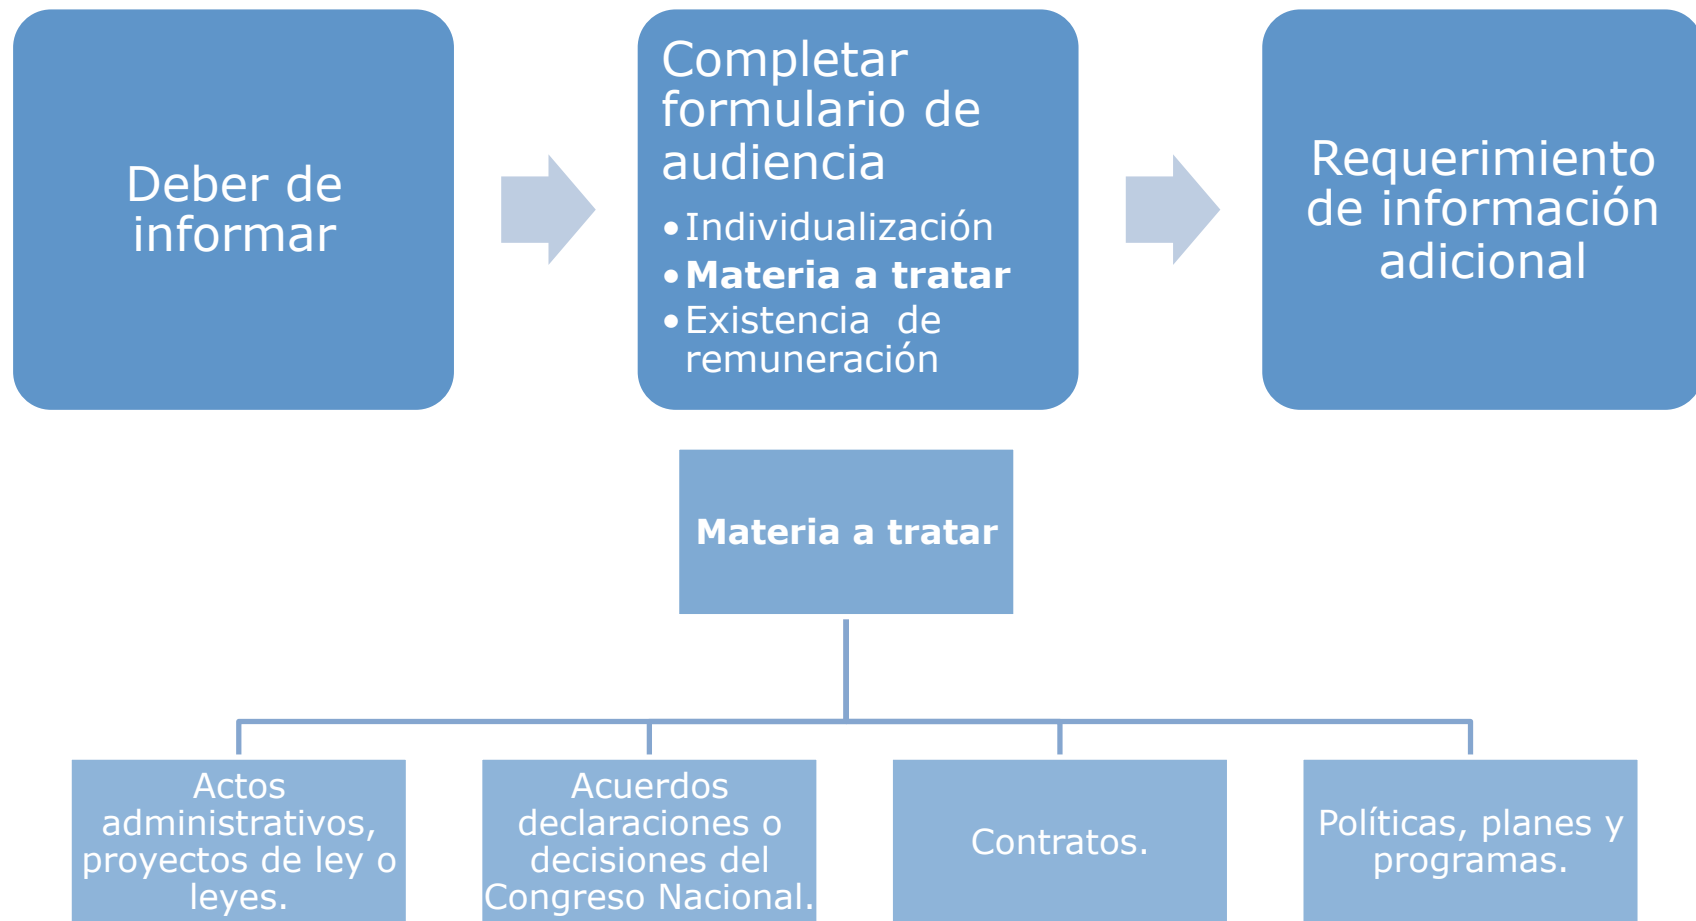 Deber de
informar
Completar
formulario de
audiencia
•Individualización
•Materia a tratar
•Existencia de
remuneración
Requerimiento
de información
adicional
Materia a tratar
Actos
administrativos,
proyectos de ley o
leyes.
Acuerdos
declaraciones o
decisiones del
Congreso Nacional.
Contratos.
Políticas, planes y
programas.